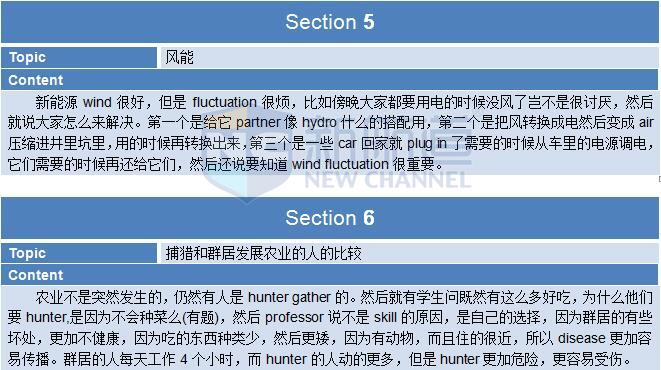 Section 5
Topic 风能
Content
新能源 wind 很好，但是 fluctuation 很烦，比如傍晚大家都要用电的时候没风了岂不是很讨厌，然后
就说大家怎么来解决。第一个是给它 partner 像 hydro 什么的搭配用，第二个是把风转换成电然后变成 air
压缩进井里坑里，用的时候再转换出来，第三个是一些 car 回家就 plug in 了需要的时候从车里的电源调电，
它们需要的时候再还给它们，然后还说要知道 wind fluctuation 很重要。
新航道
NEW CHANNEL
Section 6
Topic 捕猎和群居发展农业的人的比较
Content
农业不是突然发生的，仍然有人是 hunter gather 的。然后就有学生问既然有这么多好吃，为什么他们
要 hunter,是因为不会种菜么(有题)，然后 professor 说不是 skill 的原因，是自己的选择，因为群居的有些
坏处，更加不健康，因为吃的东西种类少，然后更矮，因为有动物，而且住的很近，所以 disease 更加容
易传播。群居的人每天工作 4 个小时，而 hunter 的人动的更多，但是 hunter 更加危险，更容易受伤。